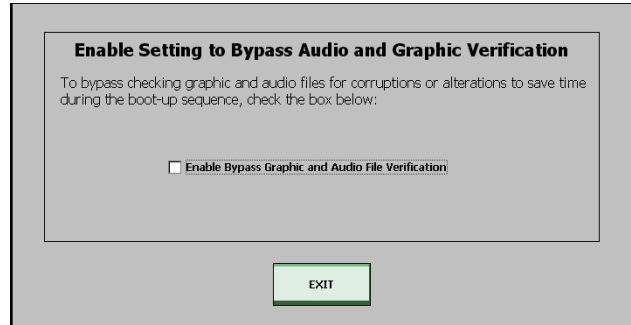 Enable Setting to Bypass Audio and Graphic Verification
To bypass checking graphic and audio files for corruptions or alterations to save time
during the boot-up sequence, check the box below:
Enable Bypass Graphic and Audio File Verification
EXIT